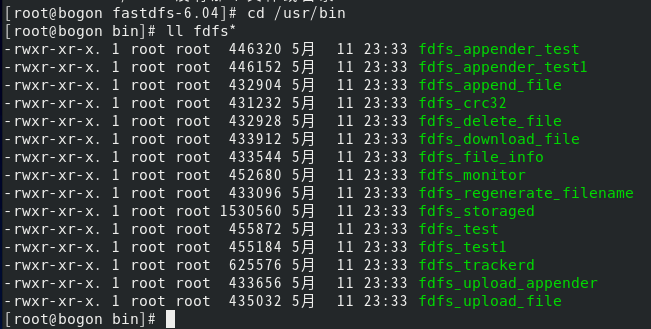 [root@bogon fastdfs-6.04]# cd /usr/bin
[root@bogon bin]# ll fdfs*
-rwxr-xr-x. 1 root root  446320 5月  11 23:33 fdfs_appender_test
-rwxr-xr-x. 1 root root  446152 5月  11 23:33 fdfs_appender_test1
-rwxr-xr-x. 1 root root  432904 5月  11 23:33 fdfs_append_file
-rwxr-xr-x. 1 root root  431232 5月  11 23:33 fdfs_crc32
-rwxr-xr-x. 1 root root  432928 5月  11 23:33 fdfs_delete_file
-rwxr-xr-x. 1 root root  433912 5月  11 23:33 fdfs_download_file
-rwxr-xr-x. 1 root root  433544 5月  11 23:33 fdfs_file_info
-rwxr-xr-x. 1 root root  452680 5月  11 23:33 fdfs_monitor
-rwxr-xr-x. 1 root root  433096 5月  11 23:33 fdfs_regenerate_filename
-rwxr-xr-x. 1 root root 1530560 5月  11 23:33 fdfs_storaged
-rwxr-xr-x. 1 root root  455872 5月  11 23:33 fdfs_test
-rwxr-xr-x. 1 root root  455184 5月  11 23:33 fdfs_test1
-rwxr-xr-x. 1 root root  625576 5月  11 23:33 fdfs_trackerd
-rwxr-xr-x. 1 root root  433656 5月  11 23:33 fdfs_upload_appender
-rwxr-xr-x. 1 root root  435032 5月  11 23:33 fdfs_upload_file
[root@bogon bin]#